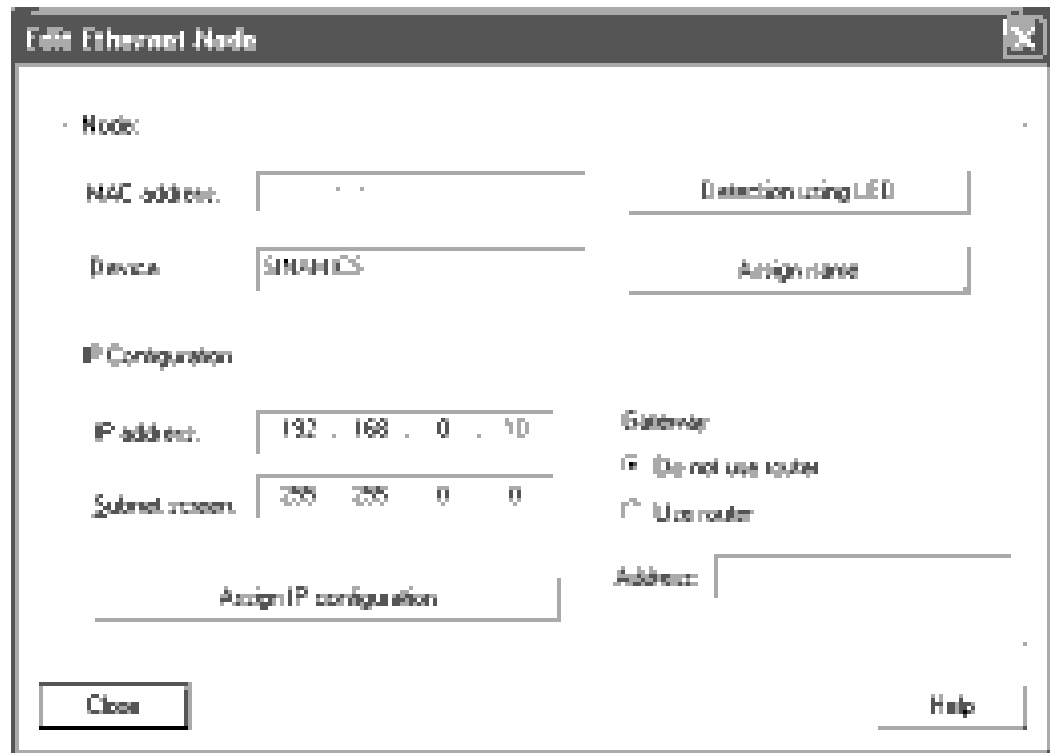 Edit Ethernet Node
Node:
MAC address:
Detection using LED
Device
SINAMICS
Assign name
IP Configuration
IP address:
192 . 168 . 0 . 10
Gateway
Do not use router
Subnet screen:
255 255 0 0
Use router
Address:
Assign IP configuration
Close
Help